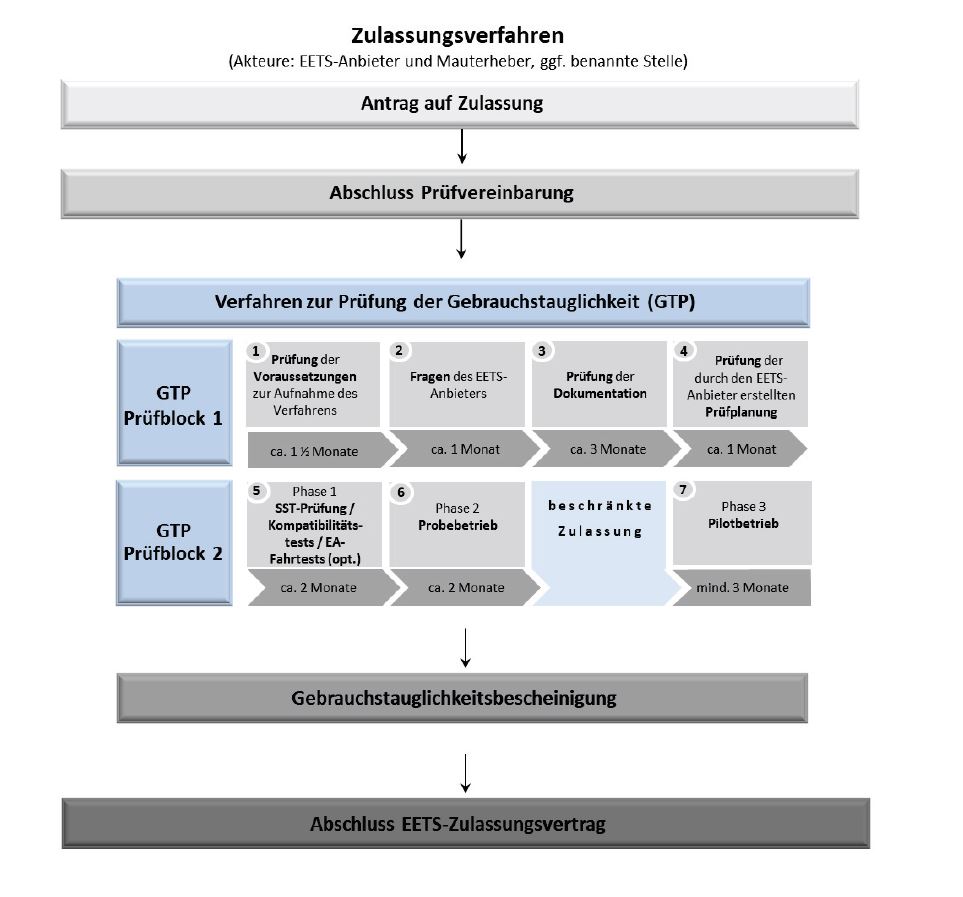 Zulassungsverfahren
(Akteure: EETS-Anbieter und Mauterheber, ggf. benannte Stelle)
Antrag auf Zulassung
Abschluss Prüfvereinbarung
Verfahren zur Prüfung der Gebrauchstauglichkeit (GTP)
GTP
Prüfblock 1
1
Prüfung der
Voraussetzungen
zur Aufnahme des
Verfahrens
ca. 1 ½ Monate
2
Fragen des EETS-
Anbieters
ca. 1 Monat
3
Prüfung der
Dokumentation
ca. 3 Monate
4
Prüfung der
durch den EETS-
Anbieter erstellten
Prüfplanung
ca. 1 Monat
GTP
Prüfblock 2
5
Phase 1
SST-Prüfung /
Kompatibilitäts-
tests / EA-
Fahrtests (opt.)
ca. 2 Monate
6
Phase 2
Probebetrieb
ca. 2 Monate
beschränkte
Zulassung
7
Phase 3
Pilotbetrieb
mind. 3 Monate
Gebrauchstauglichkeitsbescheinigung
Abschluss EETS-Zulassungsvertrag